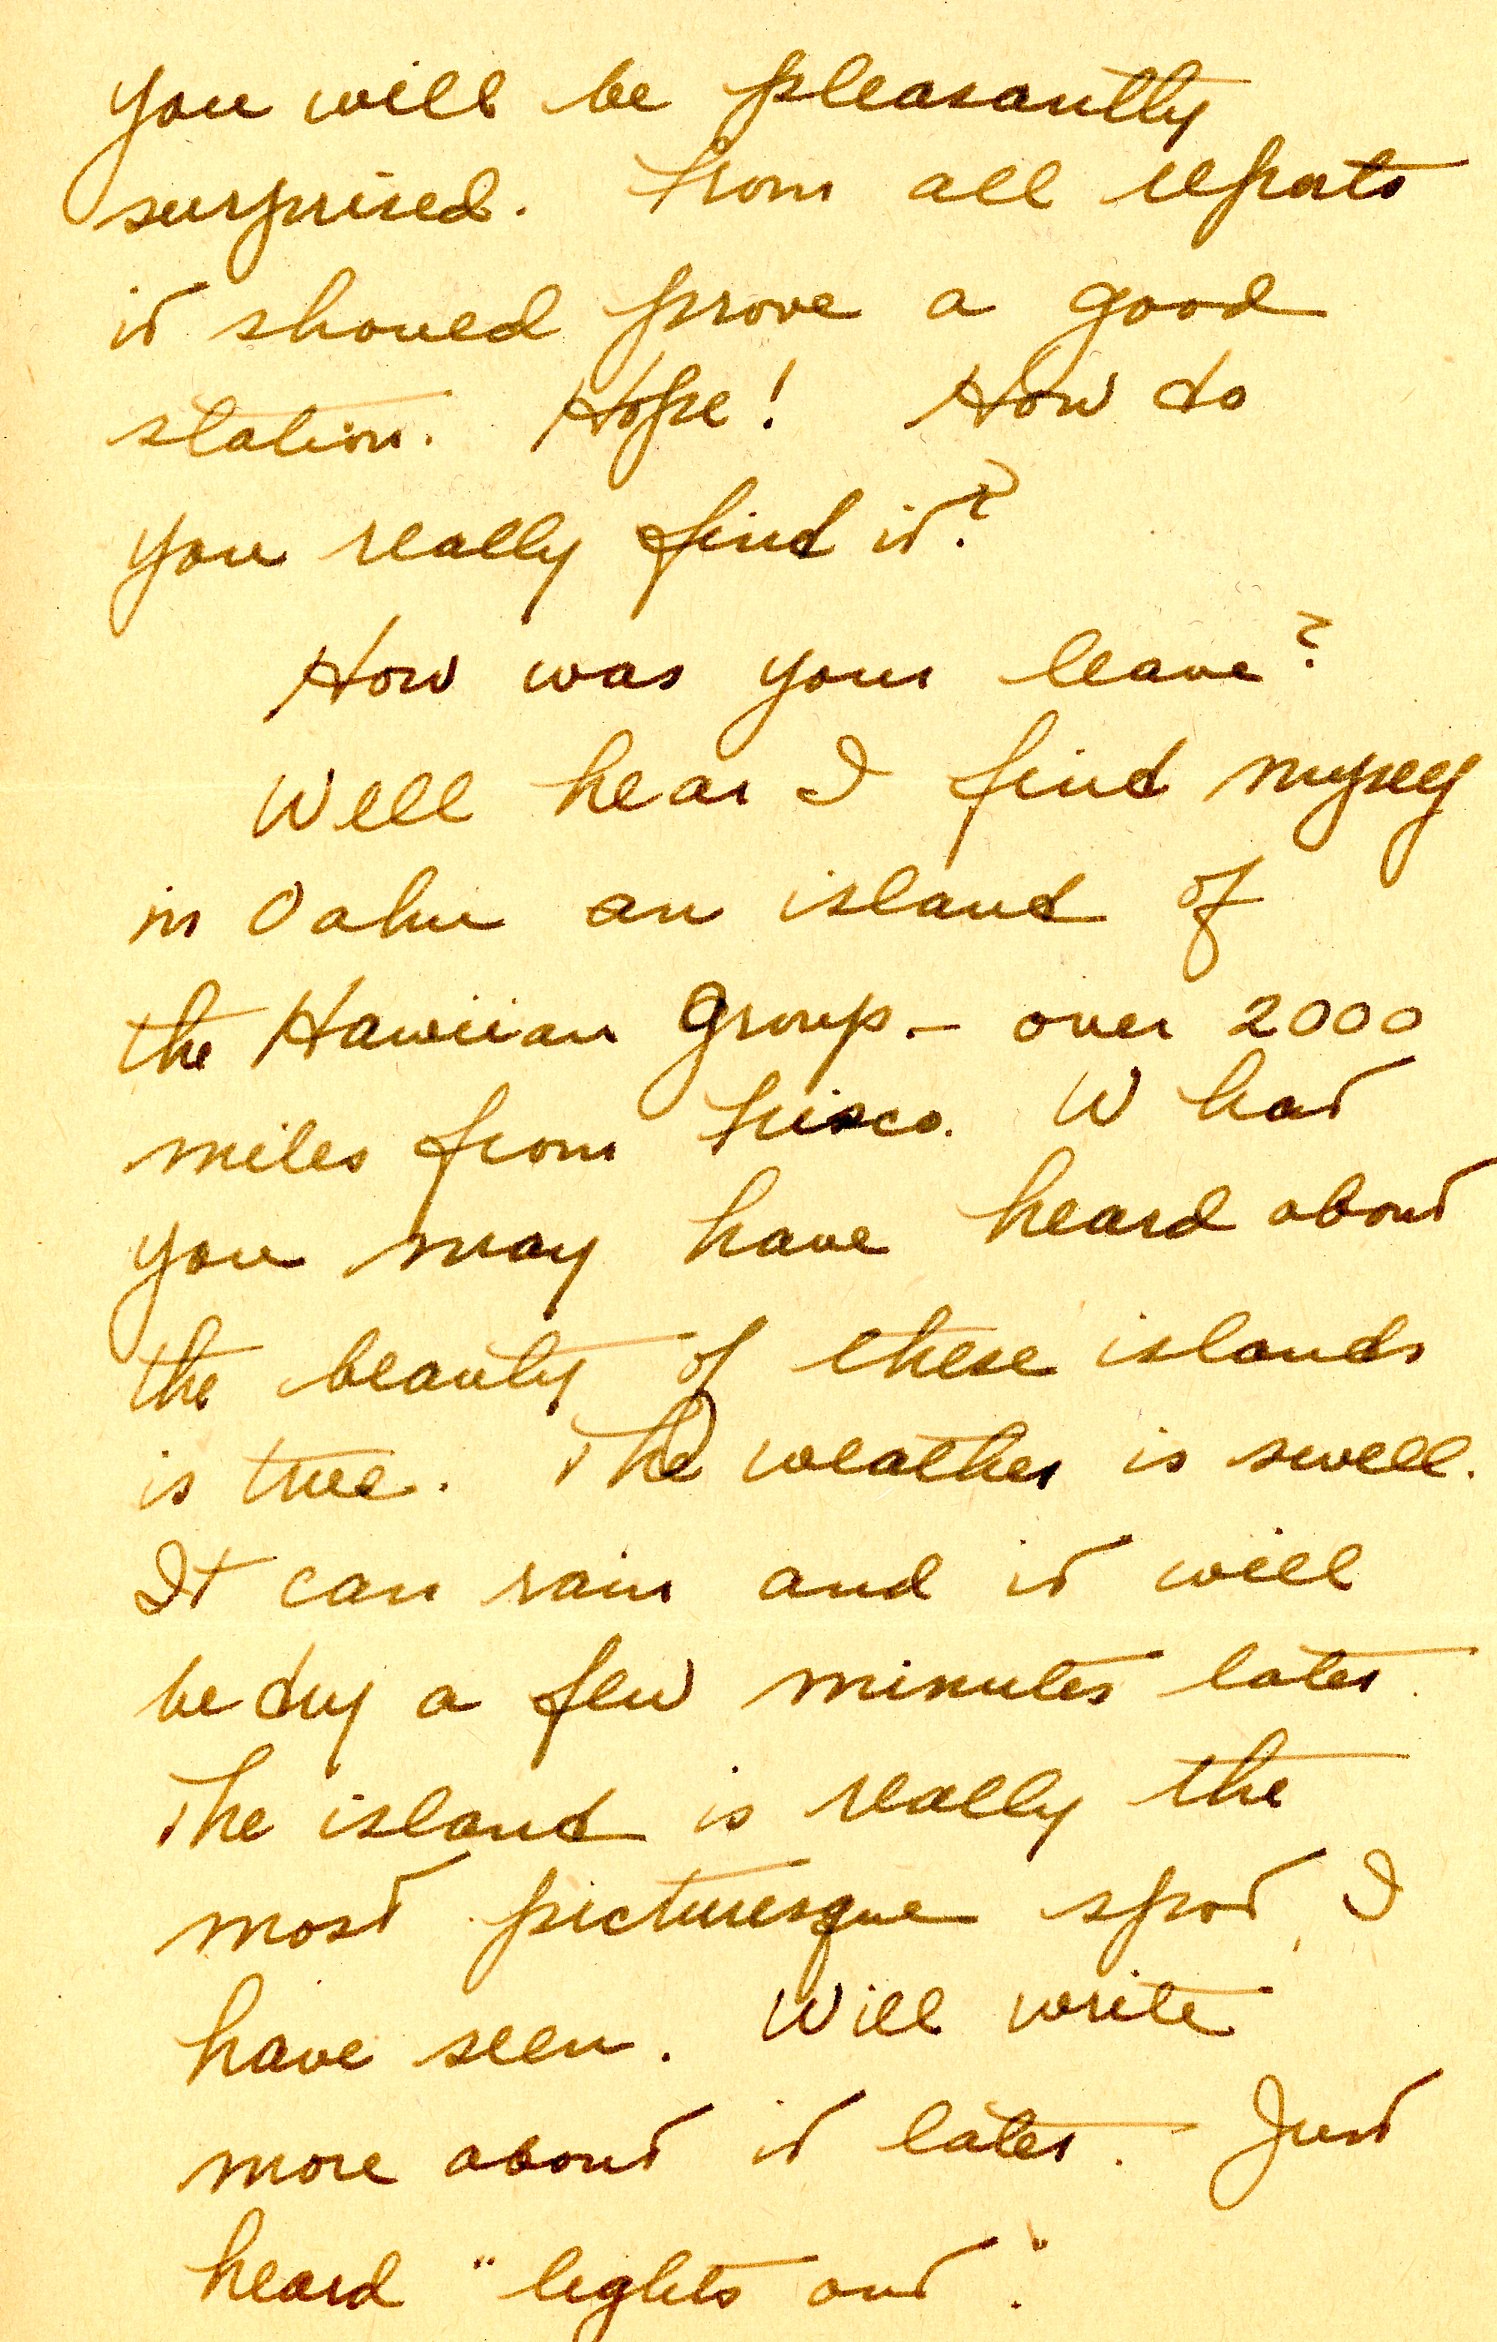 you will be pleasantly
surprised. From all reports
it should prove a good
station. Hope! How do
you really find it?
How was your leave?
Well hear I find myself
in Oahu an island of
the Hawiian Group - over 2000
miles from Frisco. What
you may have heard about
the beauty of these islands
is true. The weather is swell.
It can rain and it will
be dry a few minutes later.
The island is really the
most picturesque spot I
have seen. Will write
more about it later. Just
heard "lights out".